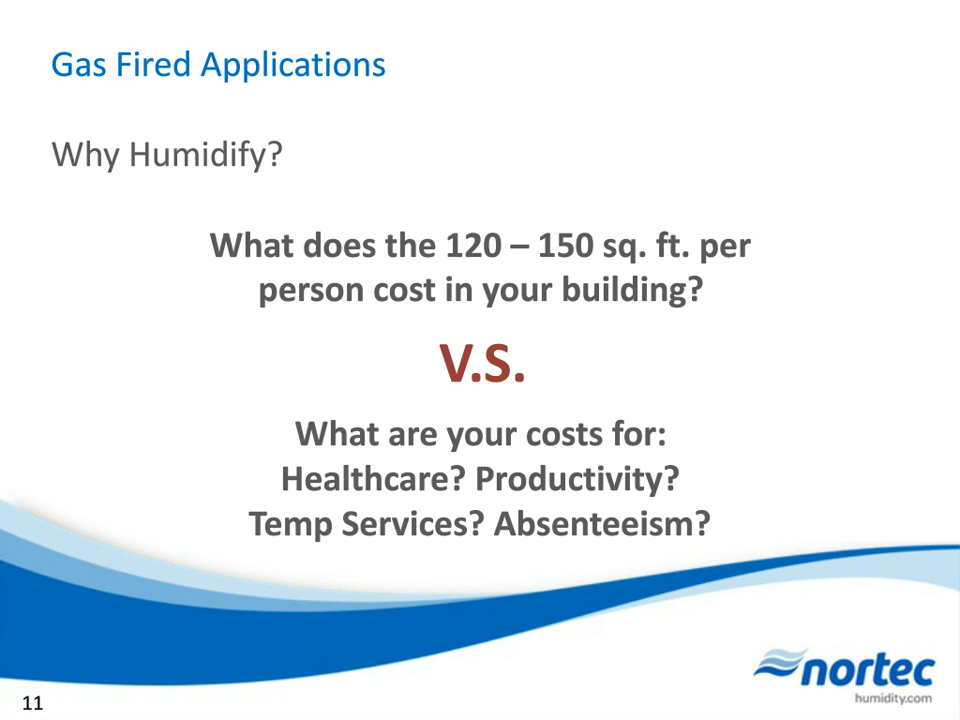 Gas Fired Applications
Why Humidify?
What does the 120 – 150 sq. ft. per
person cost in your building?
V.S.
What are your costs for:
Healthcare? Productivity?
Temp Services? Absenteeism?
nortec
humidity.com
11